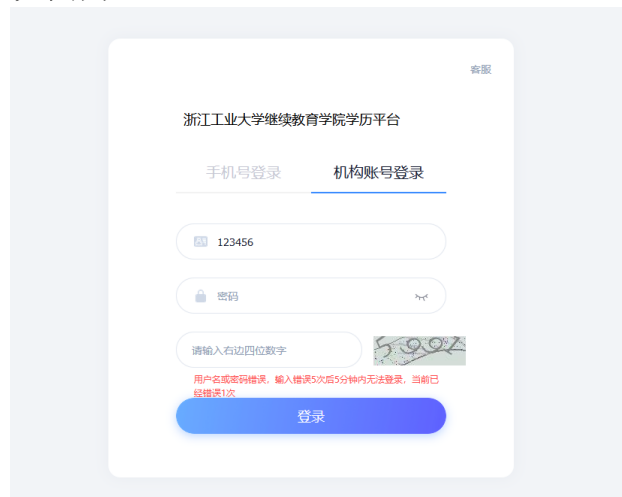 客服
浙江工业大学继续教育学院学历平台
手机号登录 机构账号登录
123456
密码
请输入右边四位数字
用户名或密码错误，输入错误5次后5分钟内无法登录，当前已
经错误1次
登录